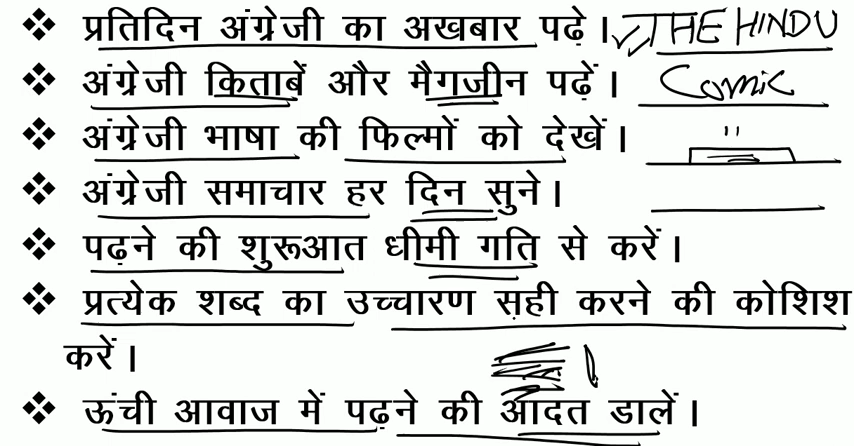 ❖ प्रतिदिन अंग्रेजी का अखबार पढ़े। THE HINDU
❖ अंग्रेजी किताबें और मैगजीन पढ़ें। Comic
❖ अंग्रेजी भाषा की फिल्मों को देखें।
❖ अंग्रेजी समाचार हर दिन सुने।
❖ पढ़ने की शुरूआत धीमी गति से करें।
❖ प्रत्येक शब्द का उच्चारण सही करने की कोशिश
करें।
❖ ऊंची आवाज में पढ़ने की आदत डालें।